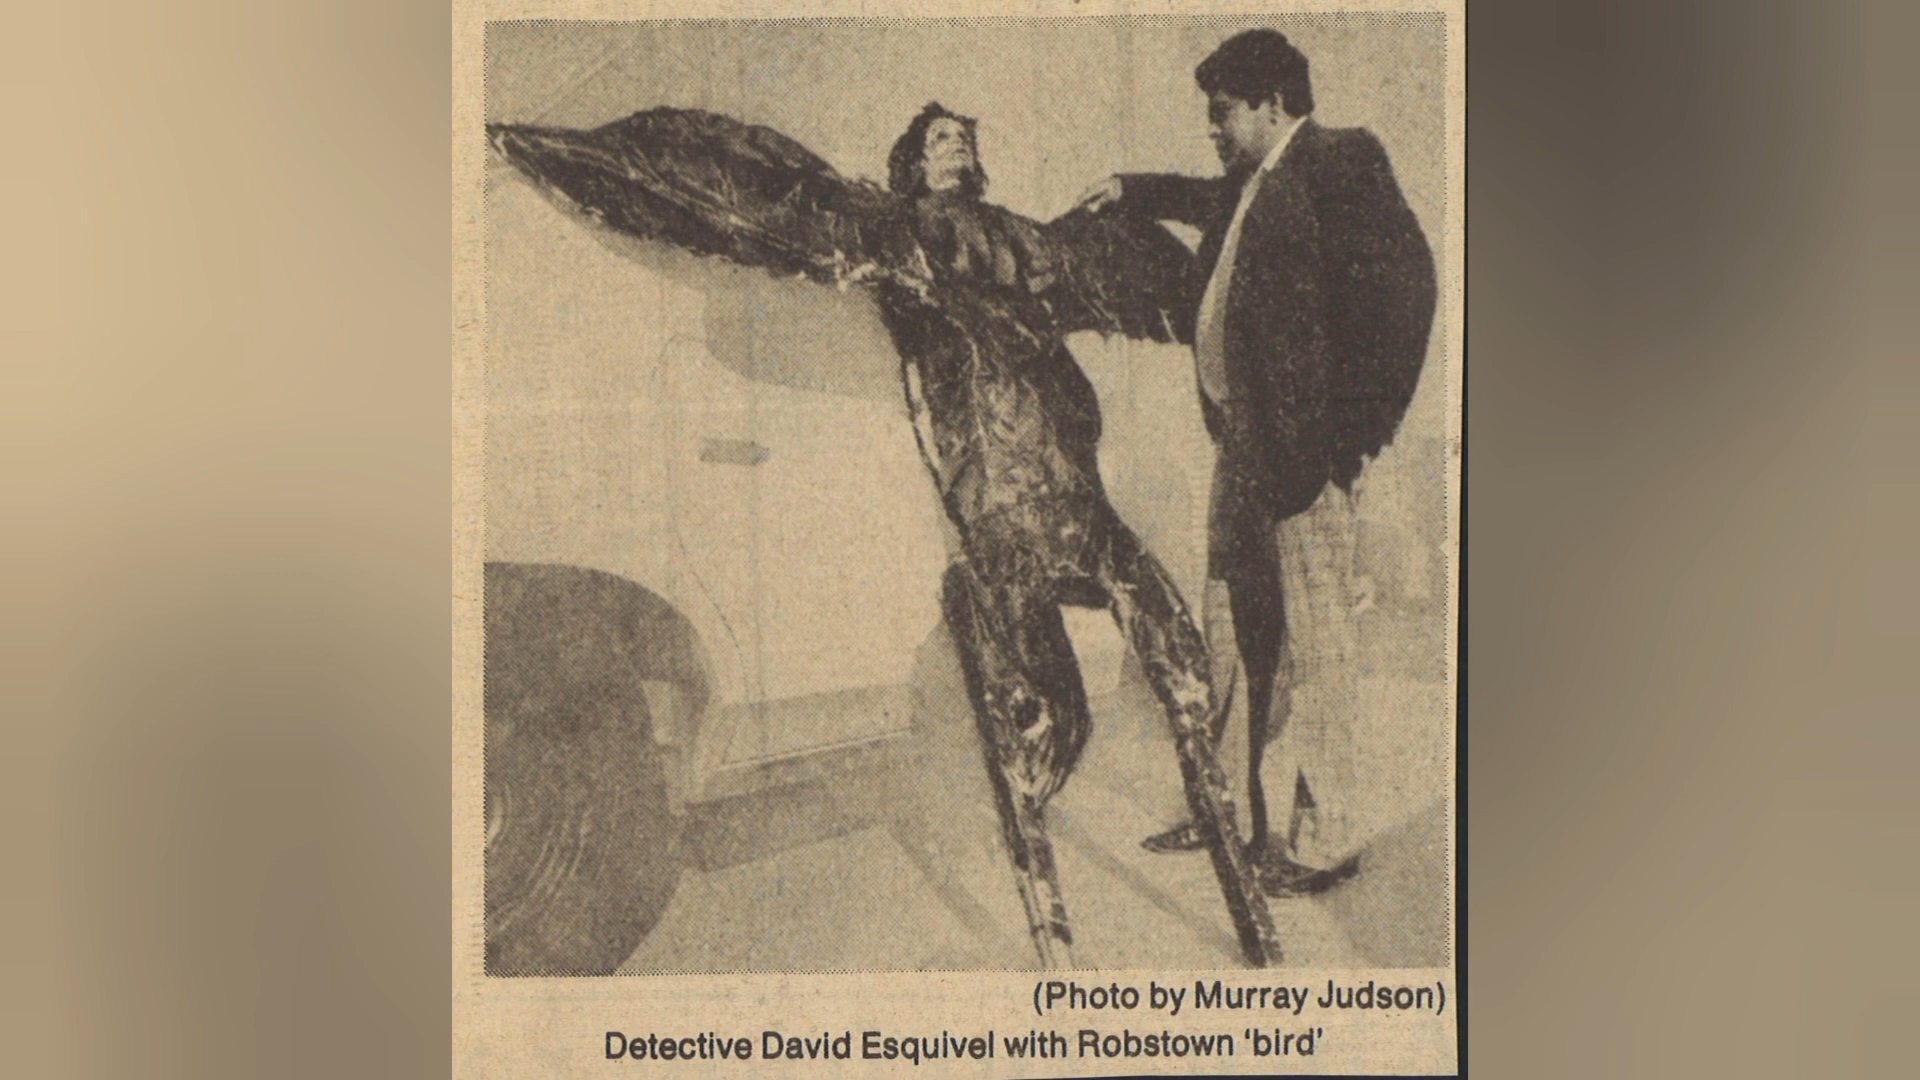 (Photo by Murray Judson)
Detective David Esquivel with Robstown ‘bird’